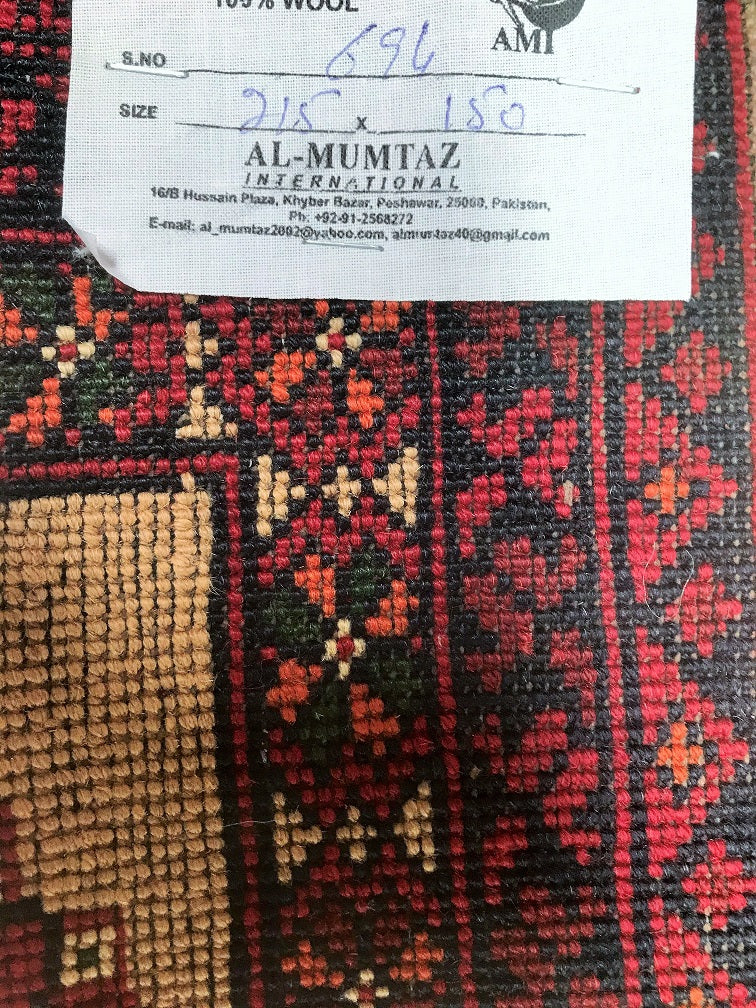 100% WOOL
AMI
S.NO 694
SIZE 215 x 150
AL-MUMTAZ
INTERNATIONAL
16/B Hussain Plaza, Khyber Bazar, Peshawar, 25000, Pakistan,
Ph: +92-91-2568272
E-mail: al_mumtaz2002@yahoo.com, almumtaz40@gmail.com